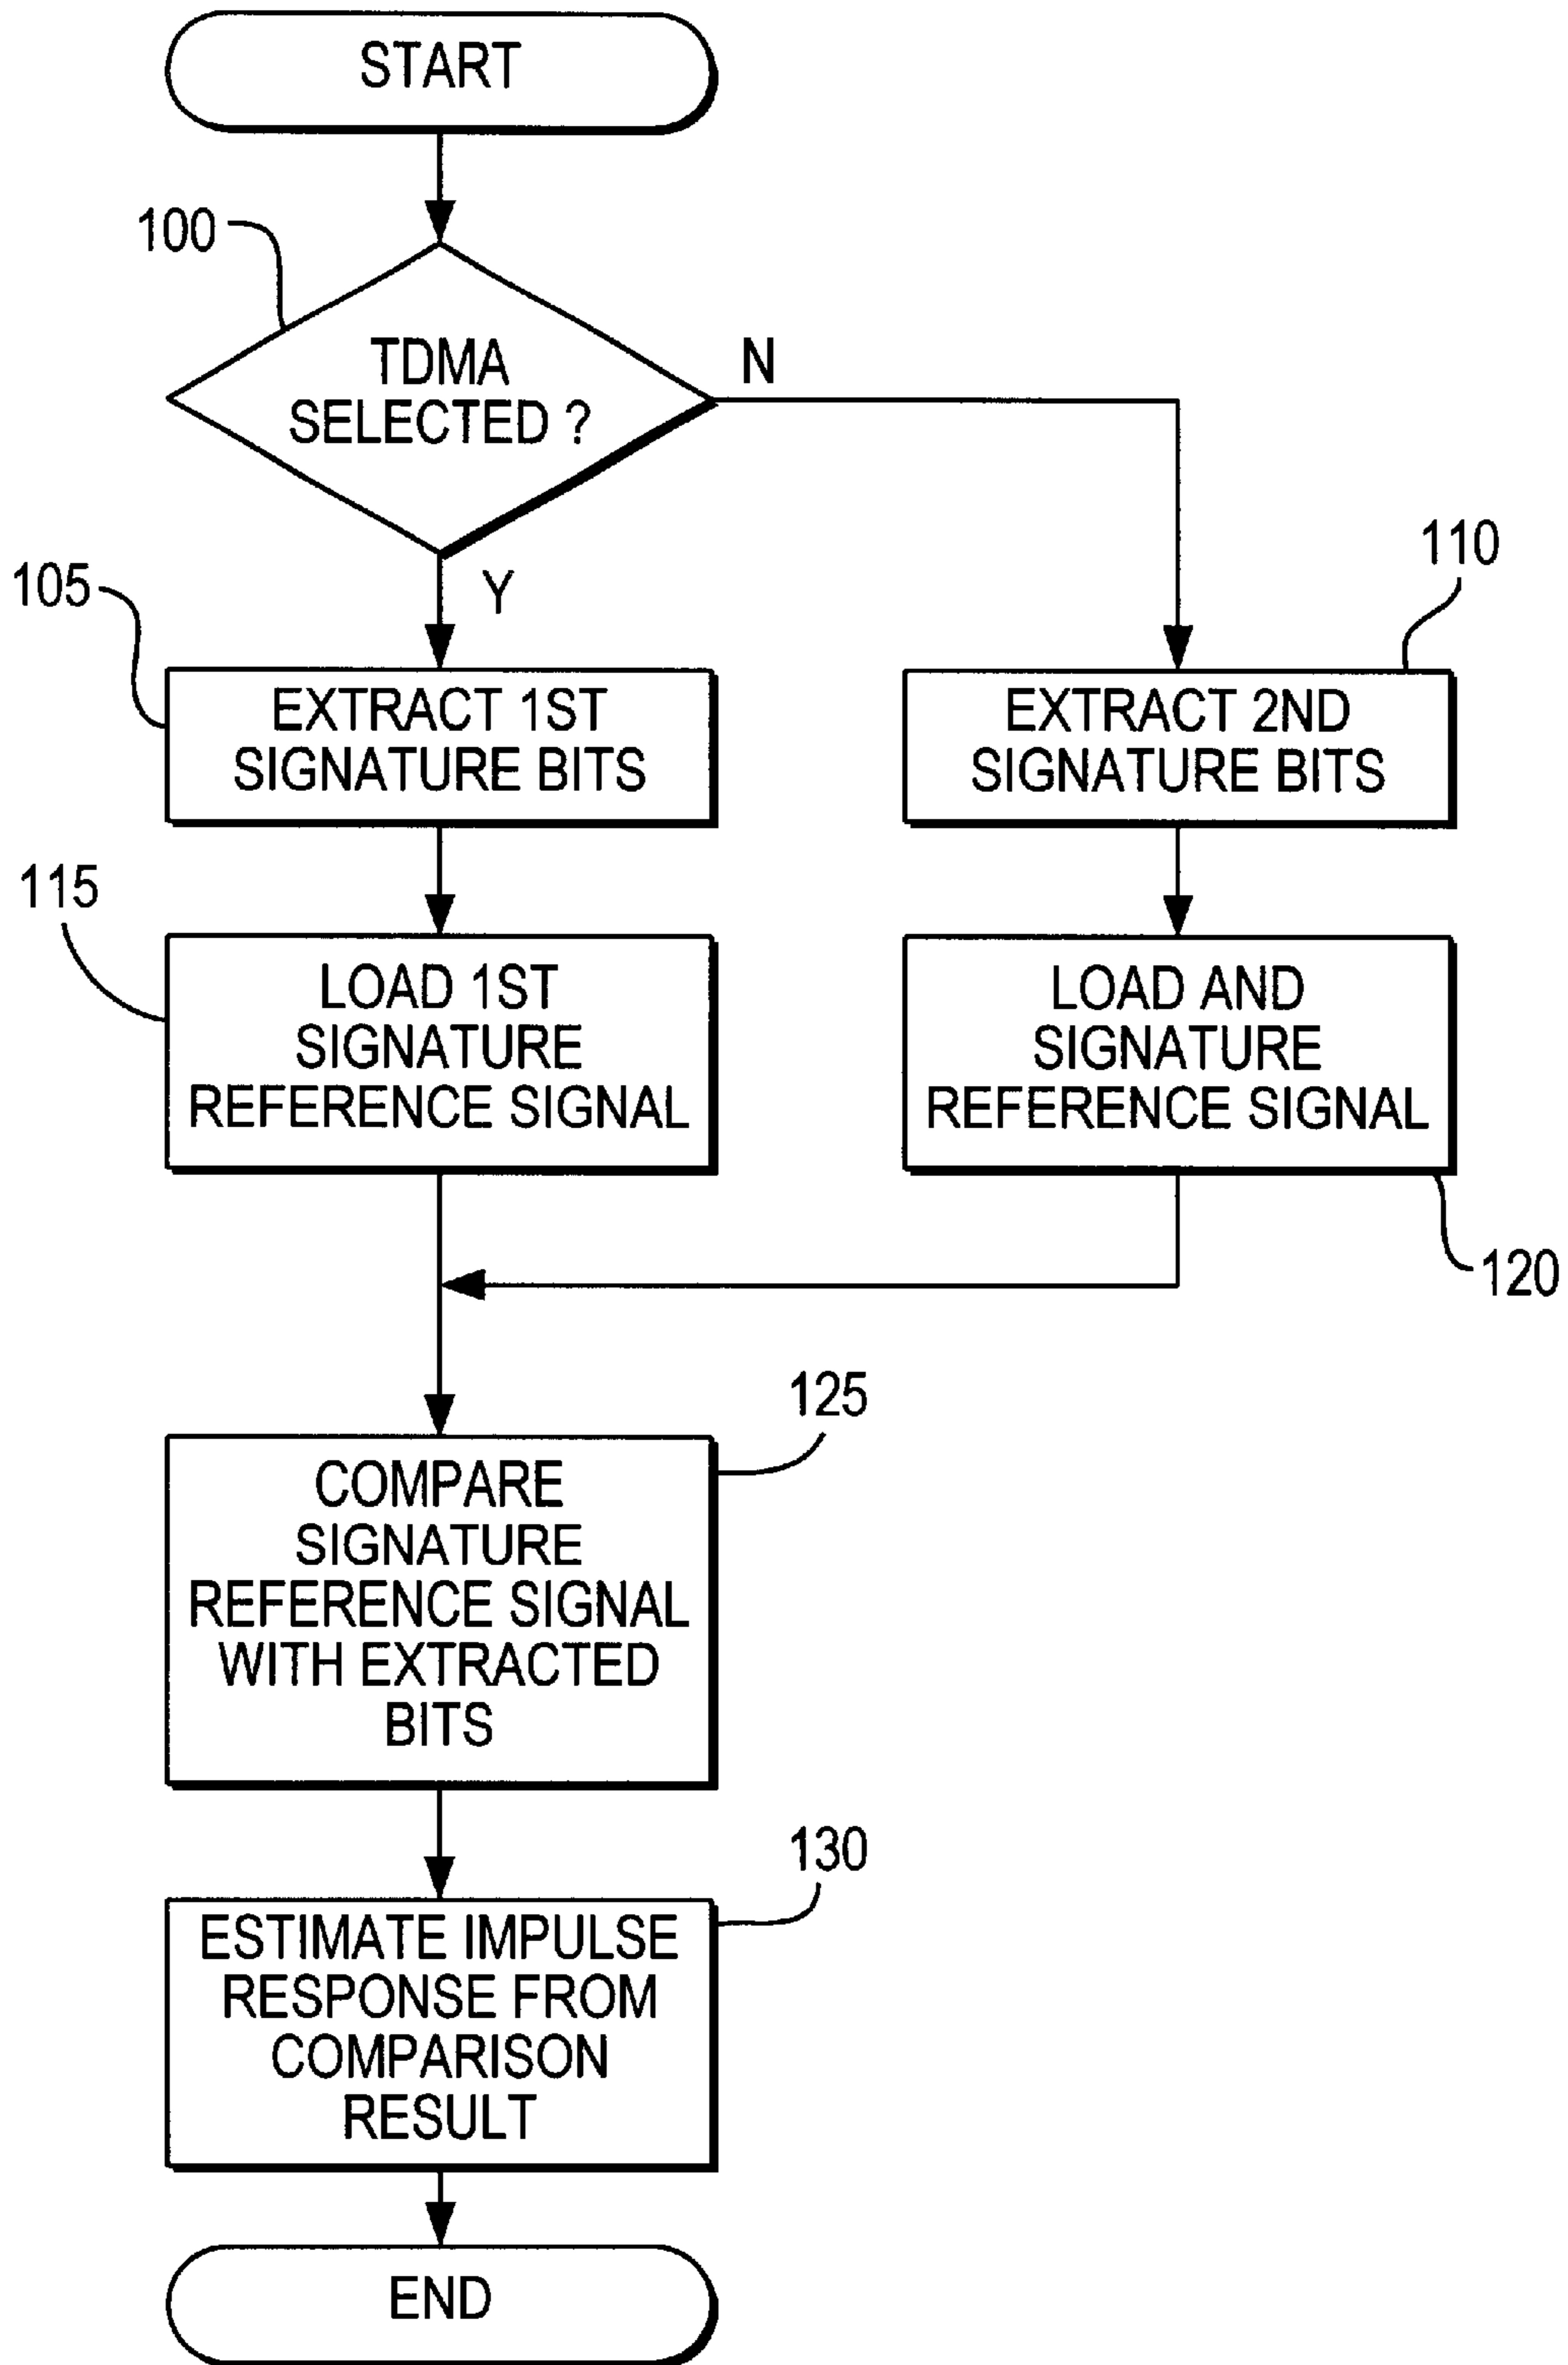 START
100
TDMA
SELECTED ?
N
Y
105
EXTRACT 1ST
SIGNATURE BITS
110
EXTRACT 2ND
SIGNATURE BITS
115
LOAD 1ST
SIGNATURE
REFERENCE SIGNAL
LOAD AND
SIGNATURE
REFERENCE SIGNAL
120
125
COMPARE
SIGNATURE
REFERENCE SIGNAL
WITH EXTRACTED
BITS
130
ESTIMATE IMPULSE
RESPONSE FROM
COMPARISON
RESULT
END